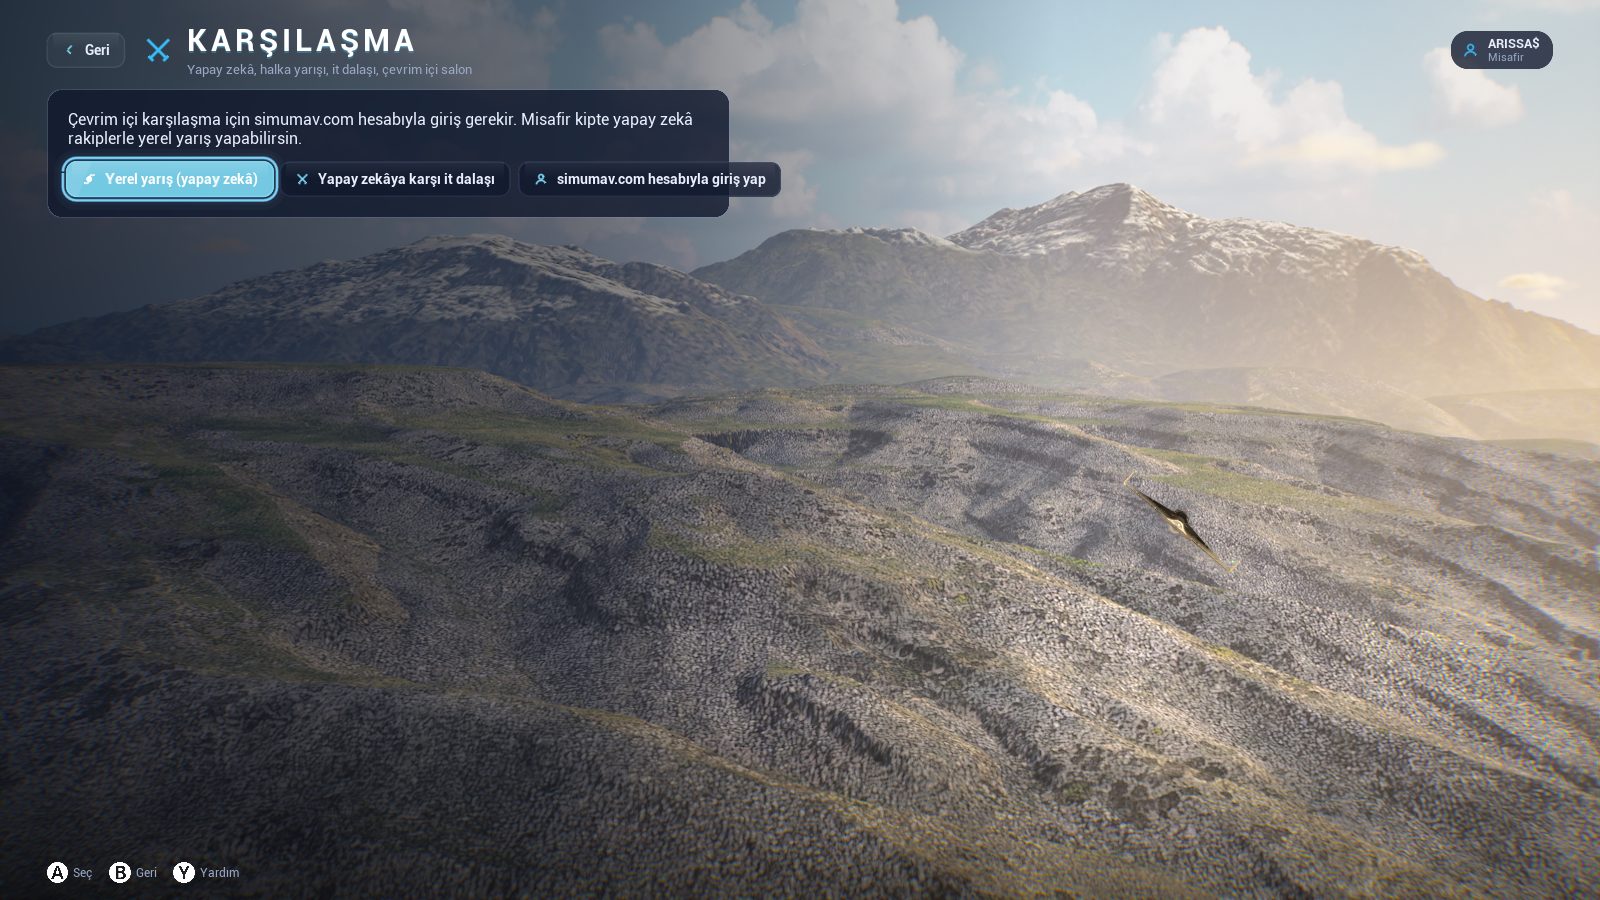 Geri
KARŞILAŞMA
Yapay zekâ, halka yarışı, it dalaşı, çevrim içi salon
ARISSA$
Misafir
Çevrim içi karşılaşma için simumav.com hesabıyla giriş gerekir. Misafir kipte yapay zekâ
rakiplerle yerel yarış yapabilirsin.
Yerel yarış (yapay zekâ)
Yapay zekâya karşı it dalaşı
simumav.com hesabıyla giriş yap
A Seç B Geri Y Yardım